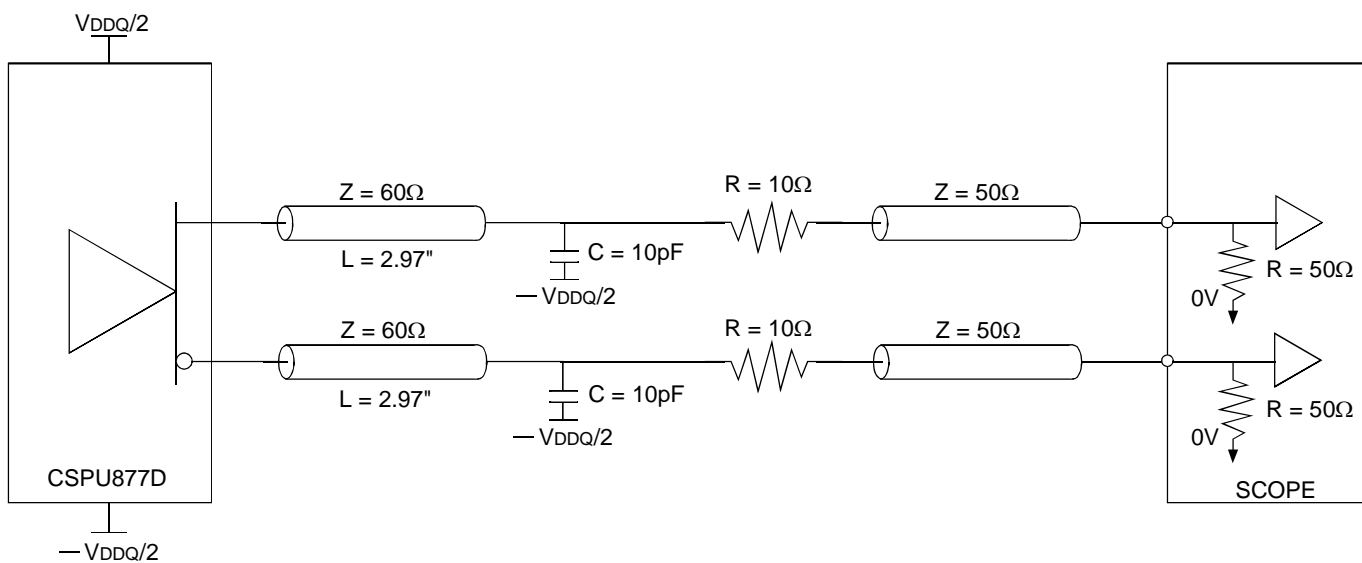 VDDQ/2
Z = 60Ω
R = 10Ω
Z = 50Ω
L = 2.97"
C = 10pF
R = 50Ω
— VDDQ/2
0V
Z = 60Ω
R = 10Ω
Z = 50Ω
L = 2.97"
C = 10pF
R = 50Ω
— VDDQ/2
0V
CSPU877D
SCOPE
— VDDQ/2